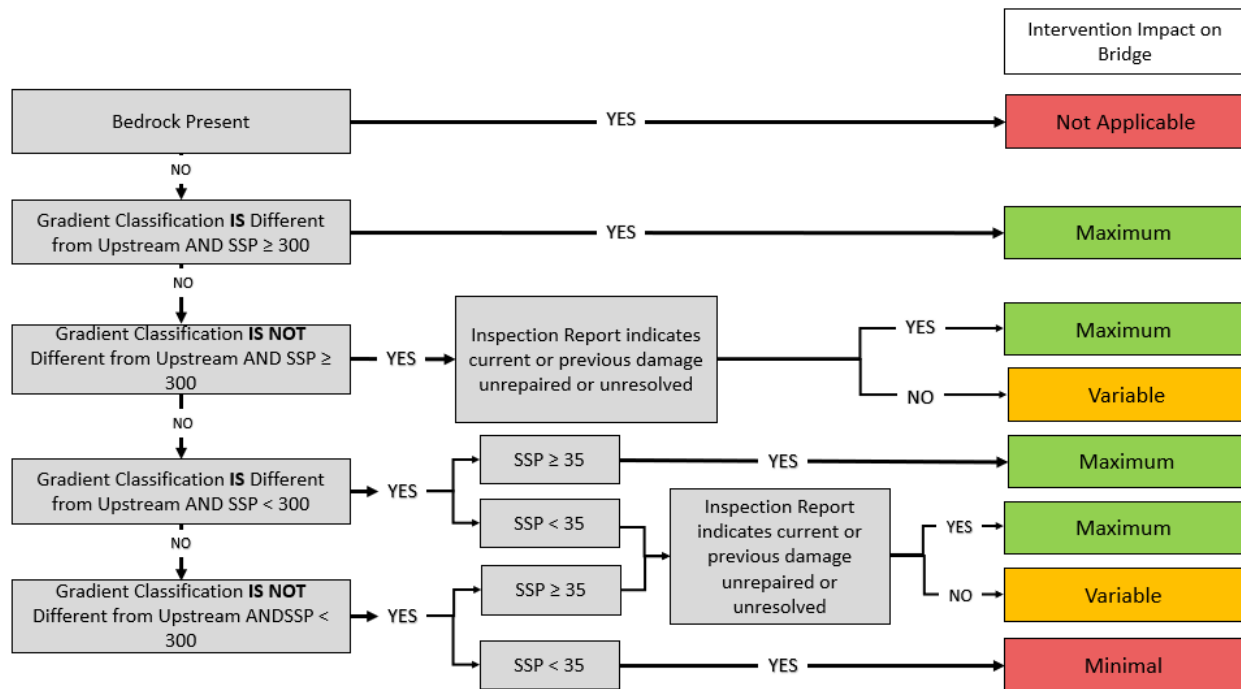 Intervention Impact on
Bridge
Bedrock Present
YES
Not Applicable
NO
Gradient Classification IS Different
from Upstream AND SSP ≥ 300
YES
Maximum
NO
Gradient Classification IS NOT
Different from Upstream AND SSP ≥
300
YES
Inspection Report indicates
current or previous damage
unrepaired or unresolved
YES
Maximum
NO
Variable
NO
Gradient Classification IS Different
from Upstream AND SSP < 300
YES
SSP ≥ 35
YES
Maximum
SSP < 35
Inspection Report
indicates current or
previous damage
unrepaired or
unresolved
YES
Maximum
NO
Variable
NO
Gradient Classification IS NOT
Different from Upstream ANDSSP <
300
YES
SSP ≥ 35
SSP < 35
YES
Minimal